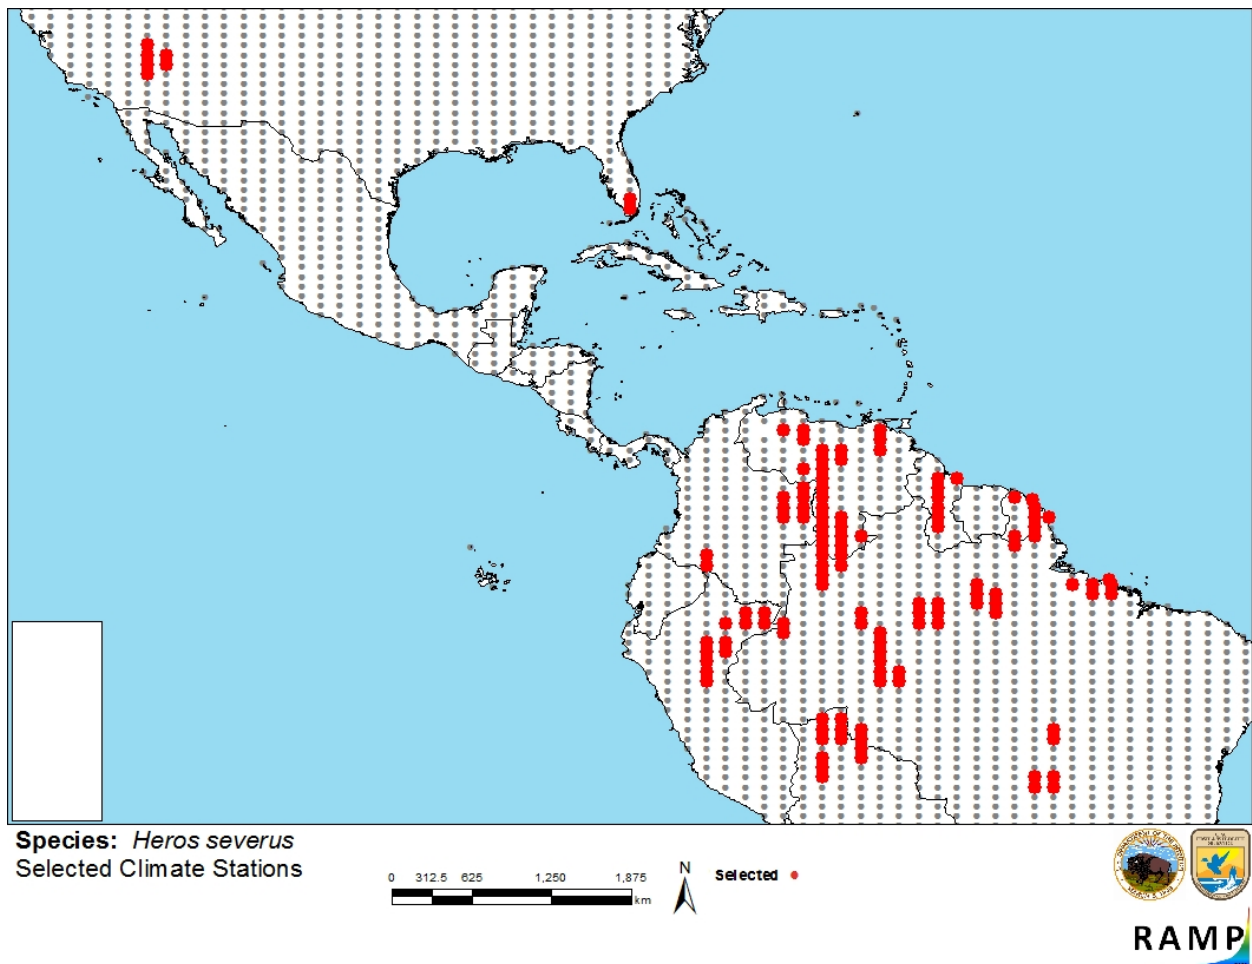 Species: Heros severus
Selected Climate Stations
0 312.5 625 1,250 1,875
km
N
Selected
RAMP